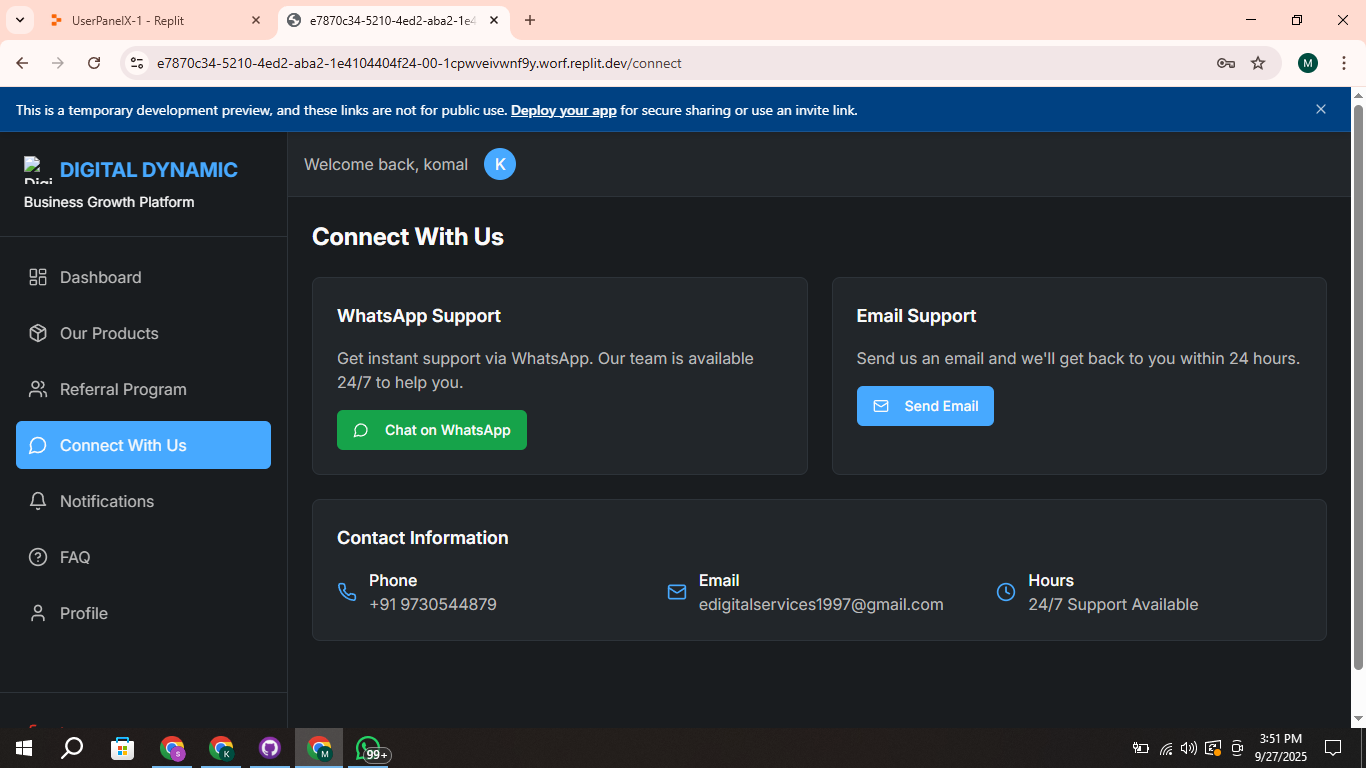 UserPanelX-1 - Replit
e7870c34-5210-4ed2-aba2-1e4
e7870c34-5210-4ed2-aba2-1e4104404f24-00-1cpwveivwnf9y.worf.replit.dev/connect
M
This is a temporary development preview, and these links are not for public use. Deploy your app for secure sharing or use an invite link.
Digi
DIGITAL DYNAMIC
Business Growth Platform
Welcome back, komal
K
Dashboard
Our Products
Referral Program
Connect With Us
Notifications
FAQ
Profile
Connect With Us
WhatsApp Support
Get instant support via WhatsApp. Our team is available
24/7 to help you.
Chat on WhatsApp
Email Support
Send us an email and we'll get back to you within 24 hours.
Send Email
Contact Information
Phone
+91 9730544879
Email
edigitalservices1997@gmail.com
Hours
24/7 Support Available
S
K
M
99+
3:51 PM
9/27/2025